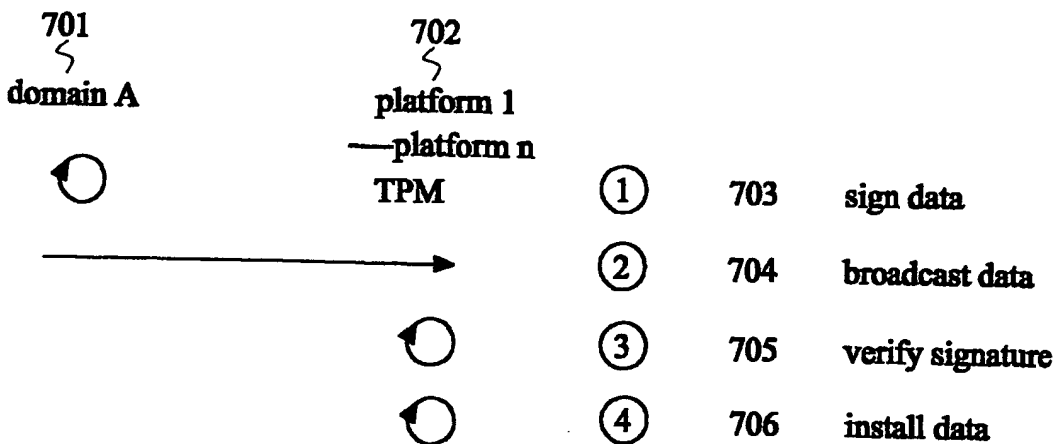 701
702
domain A
platform 1
platform n
TPM
1 703 sign data
2 704 broadcast data
3 705 verify signature
4 706 install data